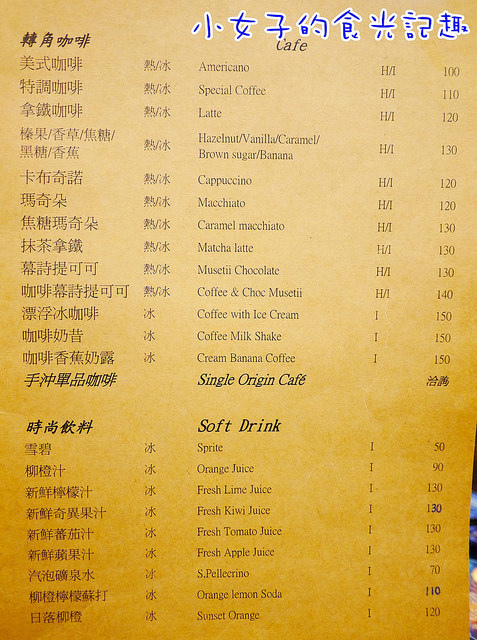 小女子的食光記趣
轉角咖啡 Cafe
美式咖啡 熱/冰 Americano H/I 100
特調咖啡 熱/冰 Special Coffee H/I 110
拿鐵咖啡 熱/冰 Latte H/I 120
榛果/香草/焦糖/ 熱/冰 Hazelnut/Vanilla/Caramel/ H/I 130
黑糖/香蕉 Brown sugar/Banana
卡布奇諾 熱/冰 Cappuccino H/I 120
瑪奇朵 熱/冰 Macchiato H/I 120
焦糖瑪奇朵 熱/冰 Caramel macchiato H/I 130
抹茶拿鐵 熱/冰 Matcha latte H/I 130
幕詩提可可 熱/冰 Musetii Chocolate H/I 130
咖啡幕詩提可可 熱/冰 Coffee & Choc Musetii H/I 140
漂浮冰咖啡 冰 Coffee with Ice Cream I 150
咖啡奶昔 冰 Coffee Milk Shake I 150
咖啡香蕉奶露 冰 Cream Banana Coffee I 150
手沖單品咖啡 Single Origin Café 洽詢
時尚飲料 Soft Drink
雪碧 冰 Sprite I 50
柳橙汁 冰 Orange Juice I 90
新鮮檸檬汁 冰 Fresh Lime Juice I 130
新鮮奇異果汁 冰 Fresh Kiwi Juice I 130
新鮮蕃茄汁 冰 Fresh Tomato Juice I 130
新鮮蘋果汁 冰 Fresh Apple Juice I 130
汽泡礦泉水 冰 S.Pellecrino I 70
柳橙檸檬蘇打 冰 Orange lemon Soda I 110
日落柳橙 冰 Sunset Orange I 120